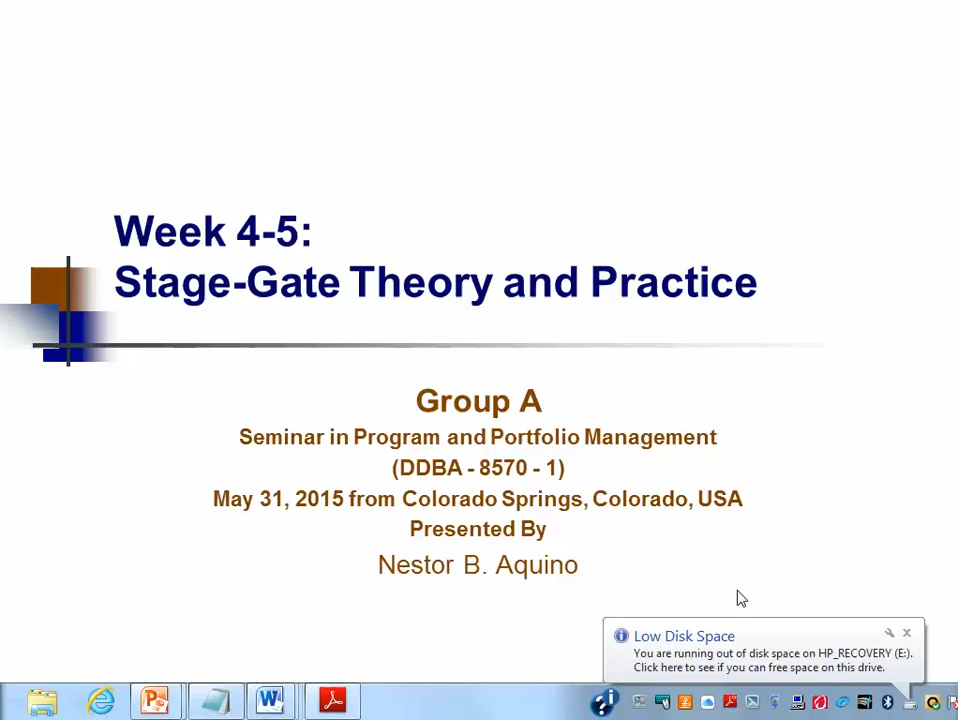 Week 4-5:
Stage-Gate Theory and Practice
Group A
Seminar in Program and Portfolio Management
(DDBA - 8570 - 1)
May 31, 2015 from Colorado Springs, Colorado, USA
Presented By
Nestor B. Aquino
Low Disk Space
You are running out of disk space on HP_RECOVERY (E:).
Click here to see if you can free space on this drive.